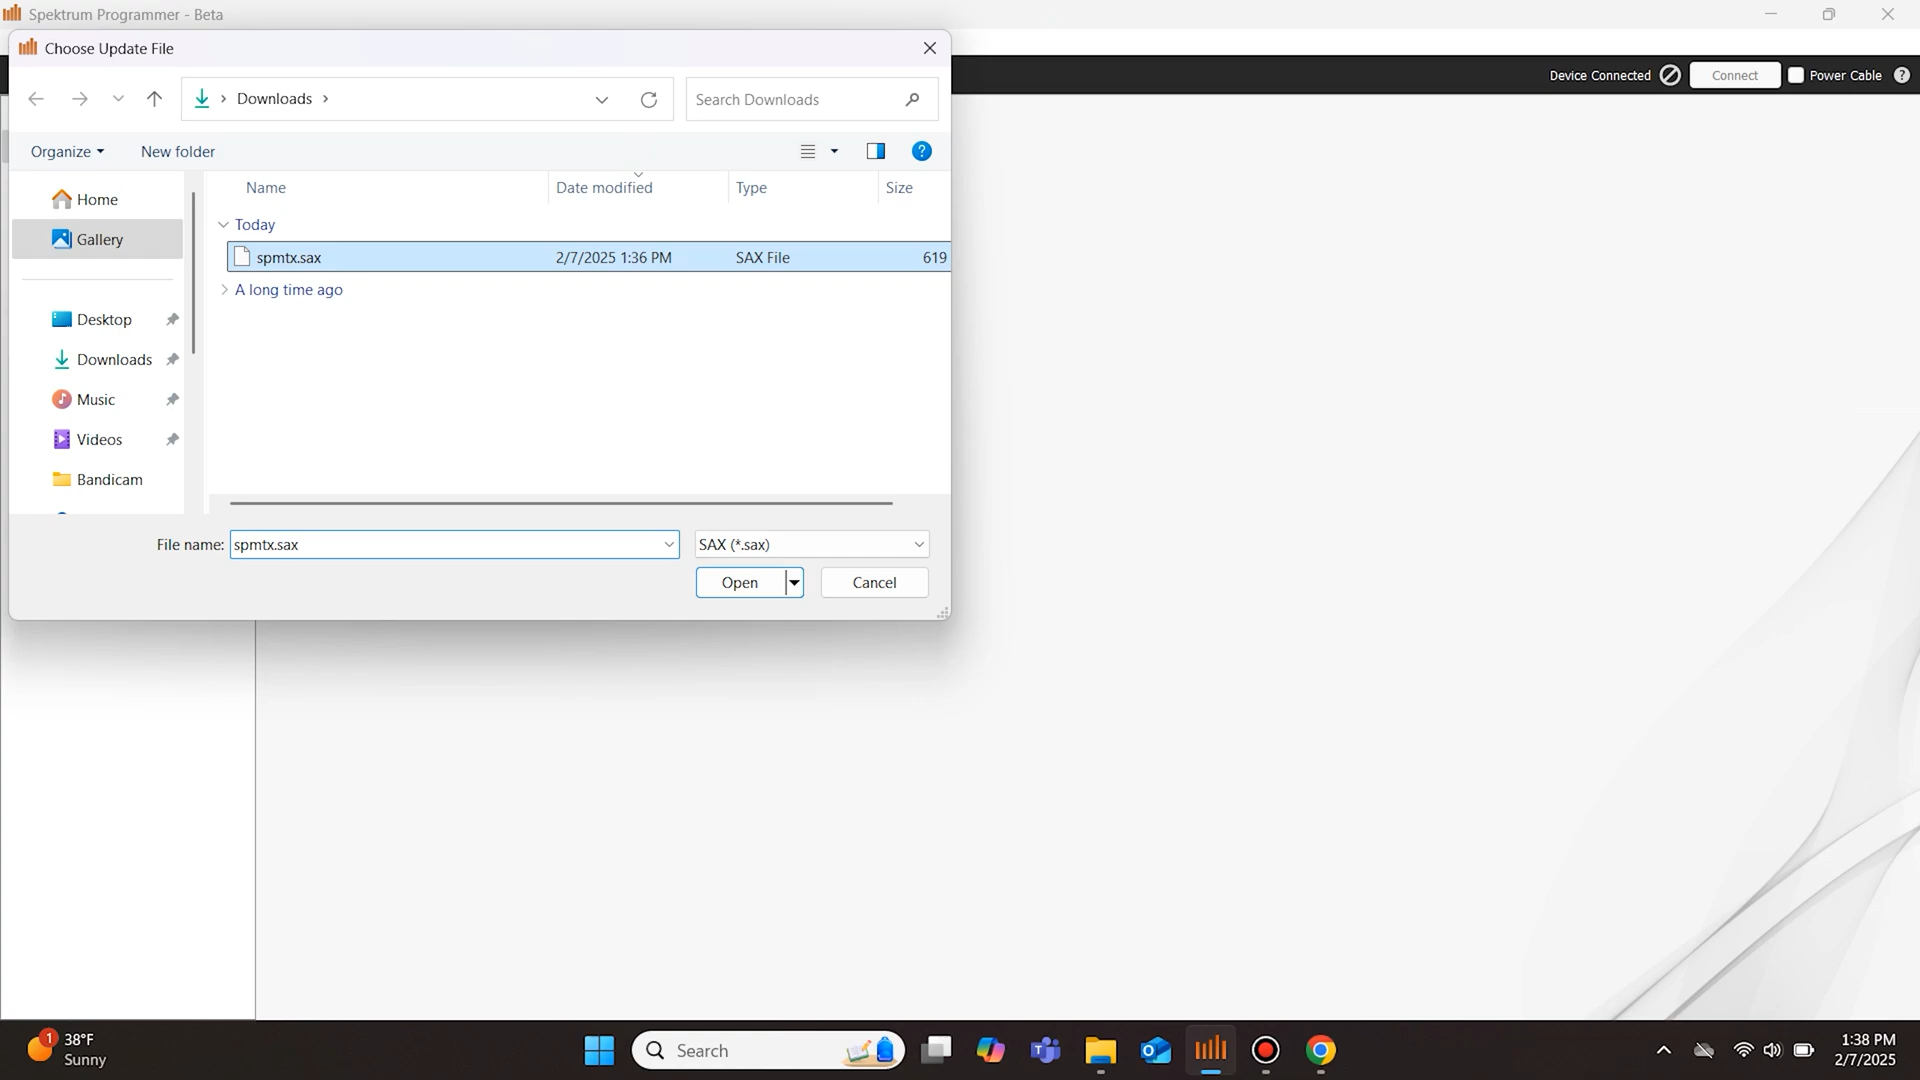 Spektrum Programmer - Beta
Choose Update File
Device Connected
Connect
Power Cable
?
Downloads
Search Downloads
Organize
New folder
?
Name
Date modified
Type
Size
Home
Gallery
Desktop
Downloads
Music
Videos
Bandicam
Today
spmtx.sax 2/7/2025 1:36 PM SAX File 619
A long time ago
File name: spmtx.sax
SAX (*.sax)
Open
Cancel
1
38°F
Sunny
Search
1:38 PM
2/7/2025